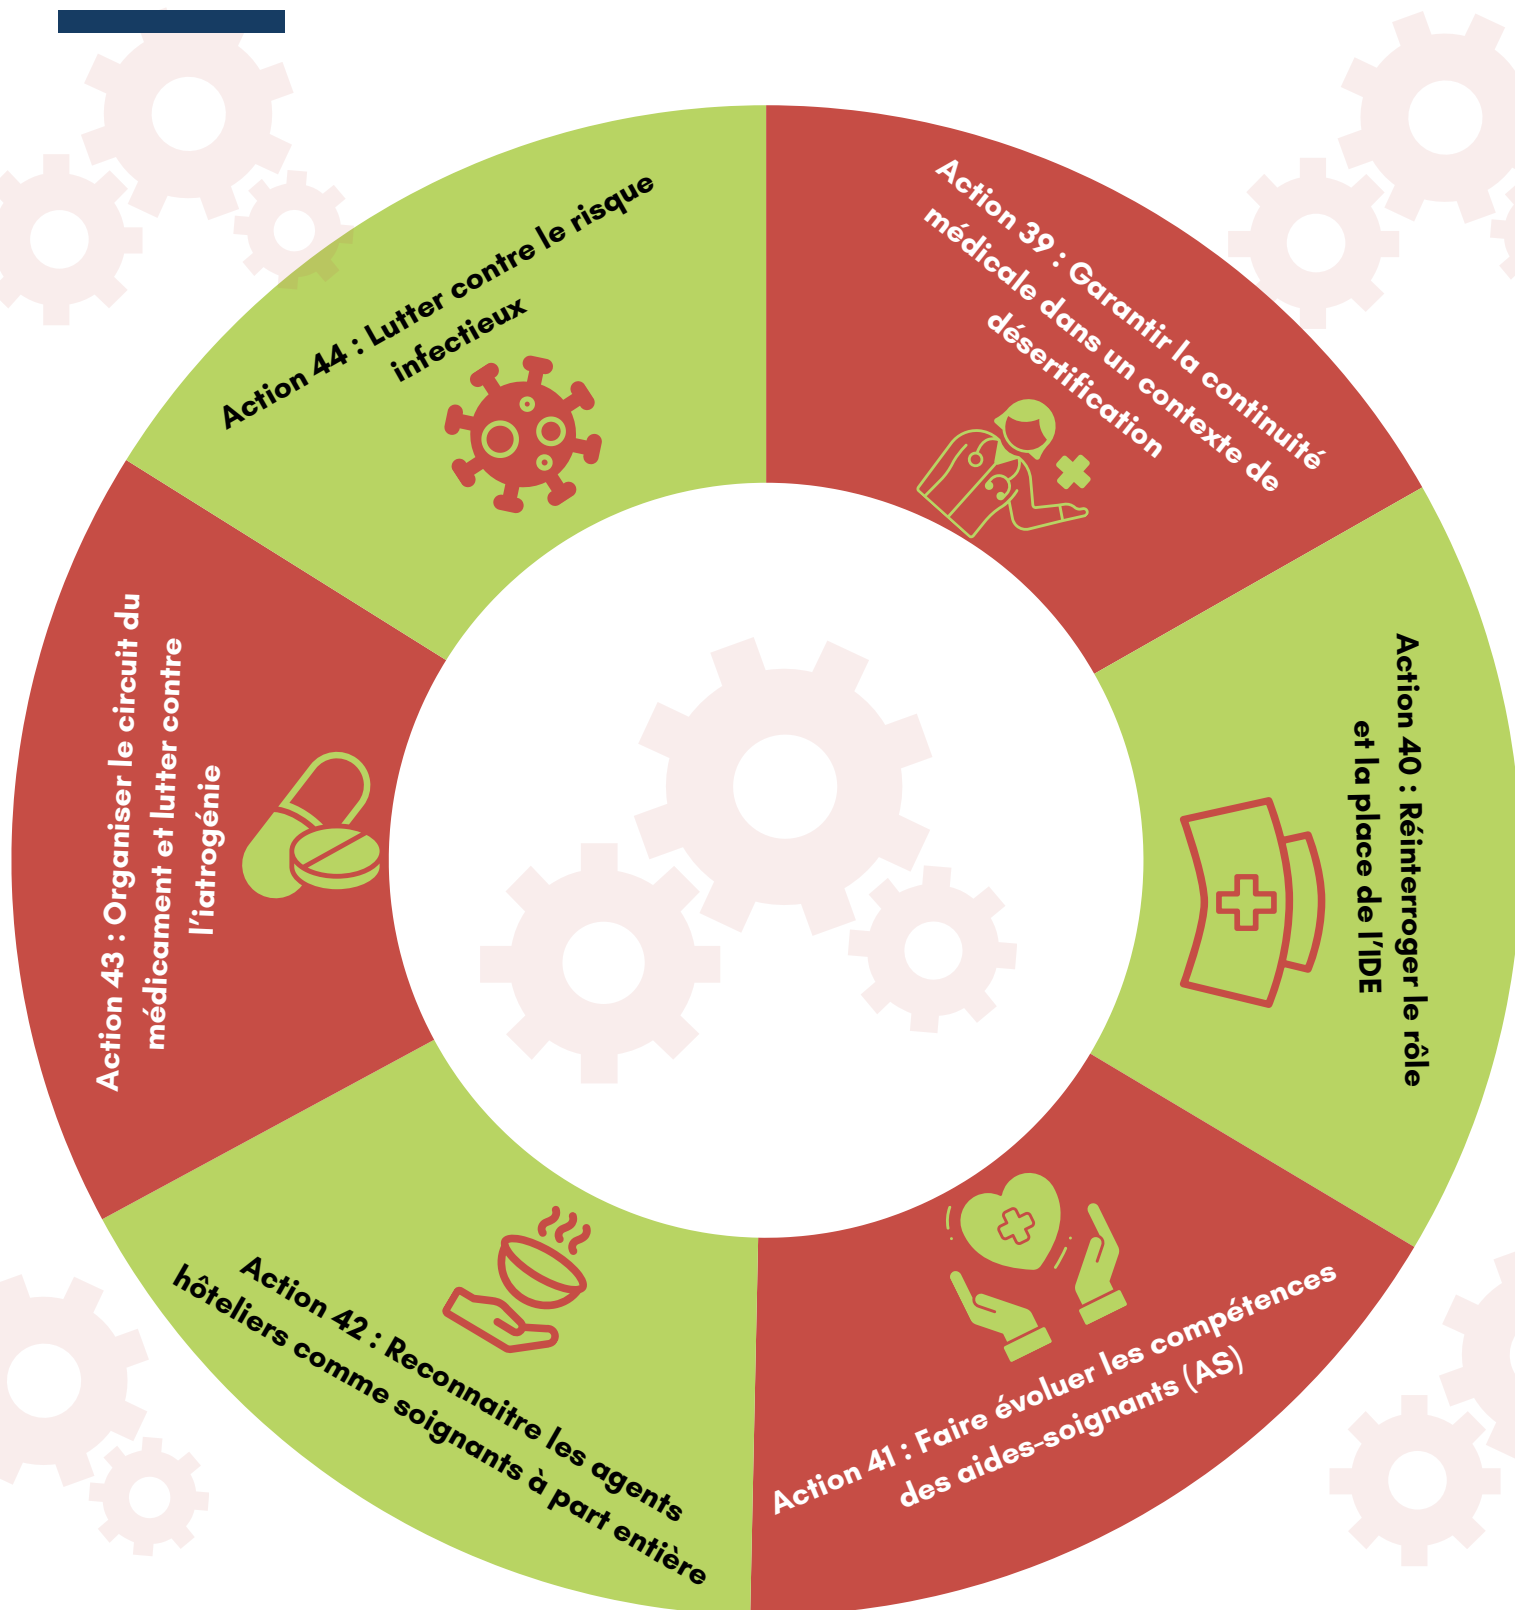 Action 39 : Garantir la continuité
médicale dans un contexte de
désertification
Action 40 : Réinterroger le rôle
et la place de l'IDE
Action 41 : Faire évoluer les compétences
des aides-soignants (AS)
Action 42 : Reconnaitre les agents
hôteliers comme soignants à part entière
Action 43 : Organiser le circuit du
médicament et lutter contre
l'iatrogénie
Action 44 : Lutter contre le risque
infectieux